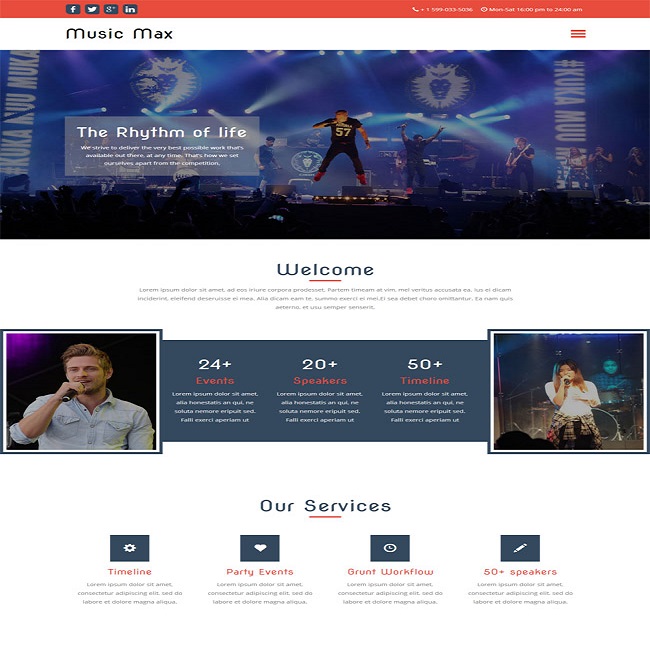 + 1 599-033-5036
Mon-Sat 16:00 pm to 24:00 am
Music Max
The Rhythm of life
We strive to deliver the very best possible work that's
available out there, at any time. That's how we set
ourselves apart from the competition.
57
Welcome
Lorem ipsum dolor sit amet, ad eos iriure corpora prodesset. Partem timeam eu vim, mel veritus accusata ea, ius ei diam
inciderint, eleifend deseruisse ei mea. Alia dicam eam te, summo exerci ei mei.El sea debet choro omittantur. Ea nam quis
aeterno, et usu semper senserit.
24+
Events
Lorem ipsum dolor sit amet,
alia honestatis an qui, ne
soluta nemore eripuit sed.
Falli exerci aperiam ut
20+
Speakers
Lorem ipsum dolor sit amet,
alia honestatis an qui, ne
soluta nemore eripuit sed.
Falli exerci aperiam ut
50+
Timeline
Lorem ipsum dolor sit amet,
alia honestatis an qui, ne
soluta nemore eripuit sed.
Falli exerci aperiam ut
Our Services
Timeline
Lorem ipsum dolor sit amet,
consectetur adipiscing elit, sed do
labore et dolore magna aliqua.
Party Events
Lorem ipsum dolor sit amet,
consectetur adipiscing elit, sed do
labore et dolore magna aliqua.
Grunt Workflow
Lorem ipsum dolor sit amet,
consectetur adipiscing elit, sed do
labore et dolore magna aliqua.
50+ speakers
Lorem ipsum dolor sit amet,
consectetur adipiscing elit, sed do
labore et dolore magna aliqua.